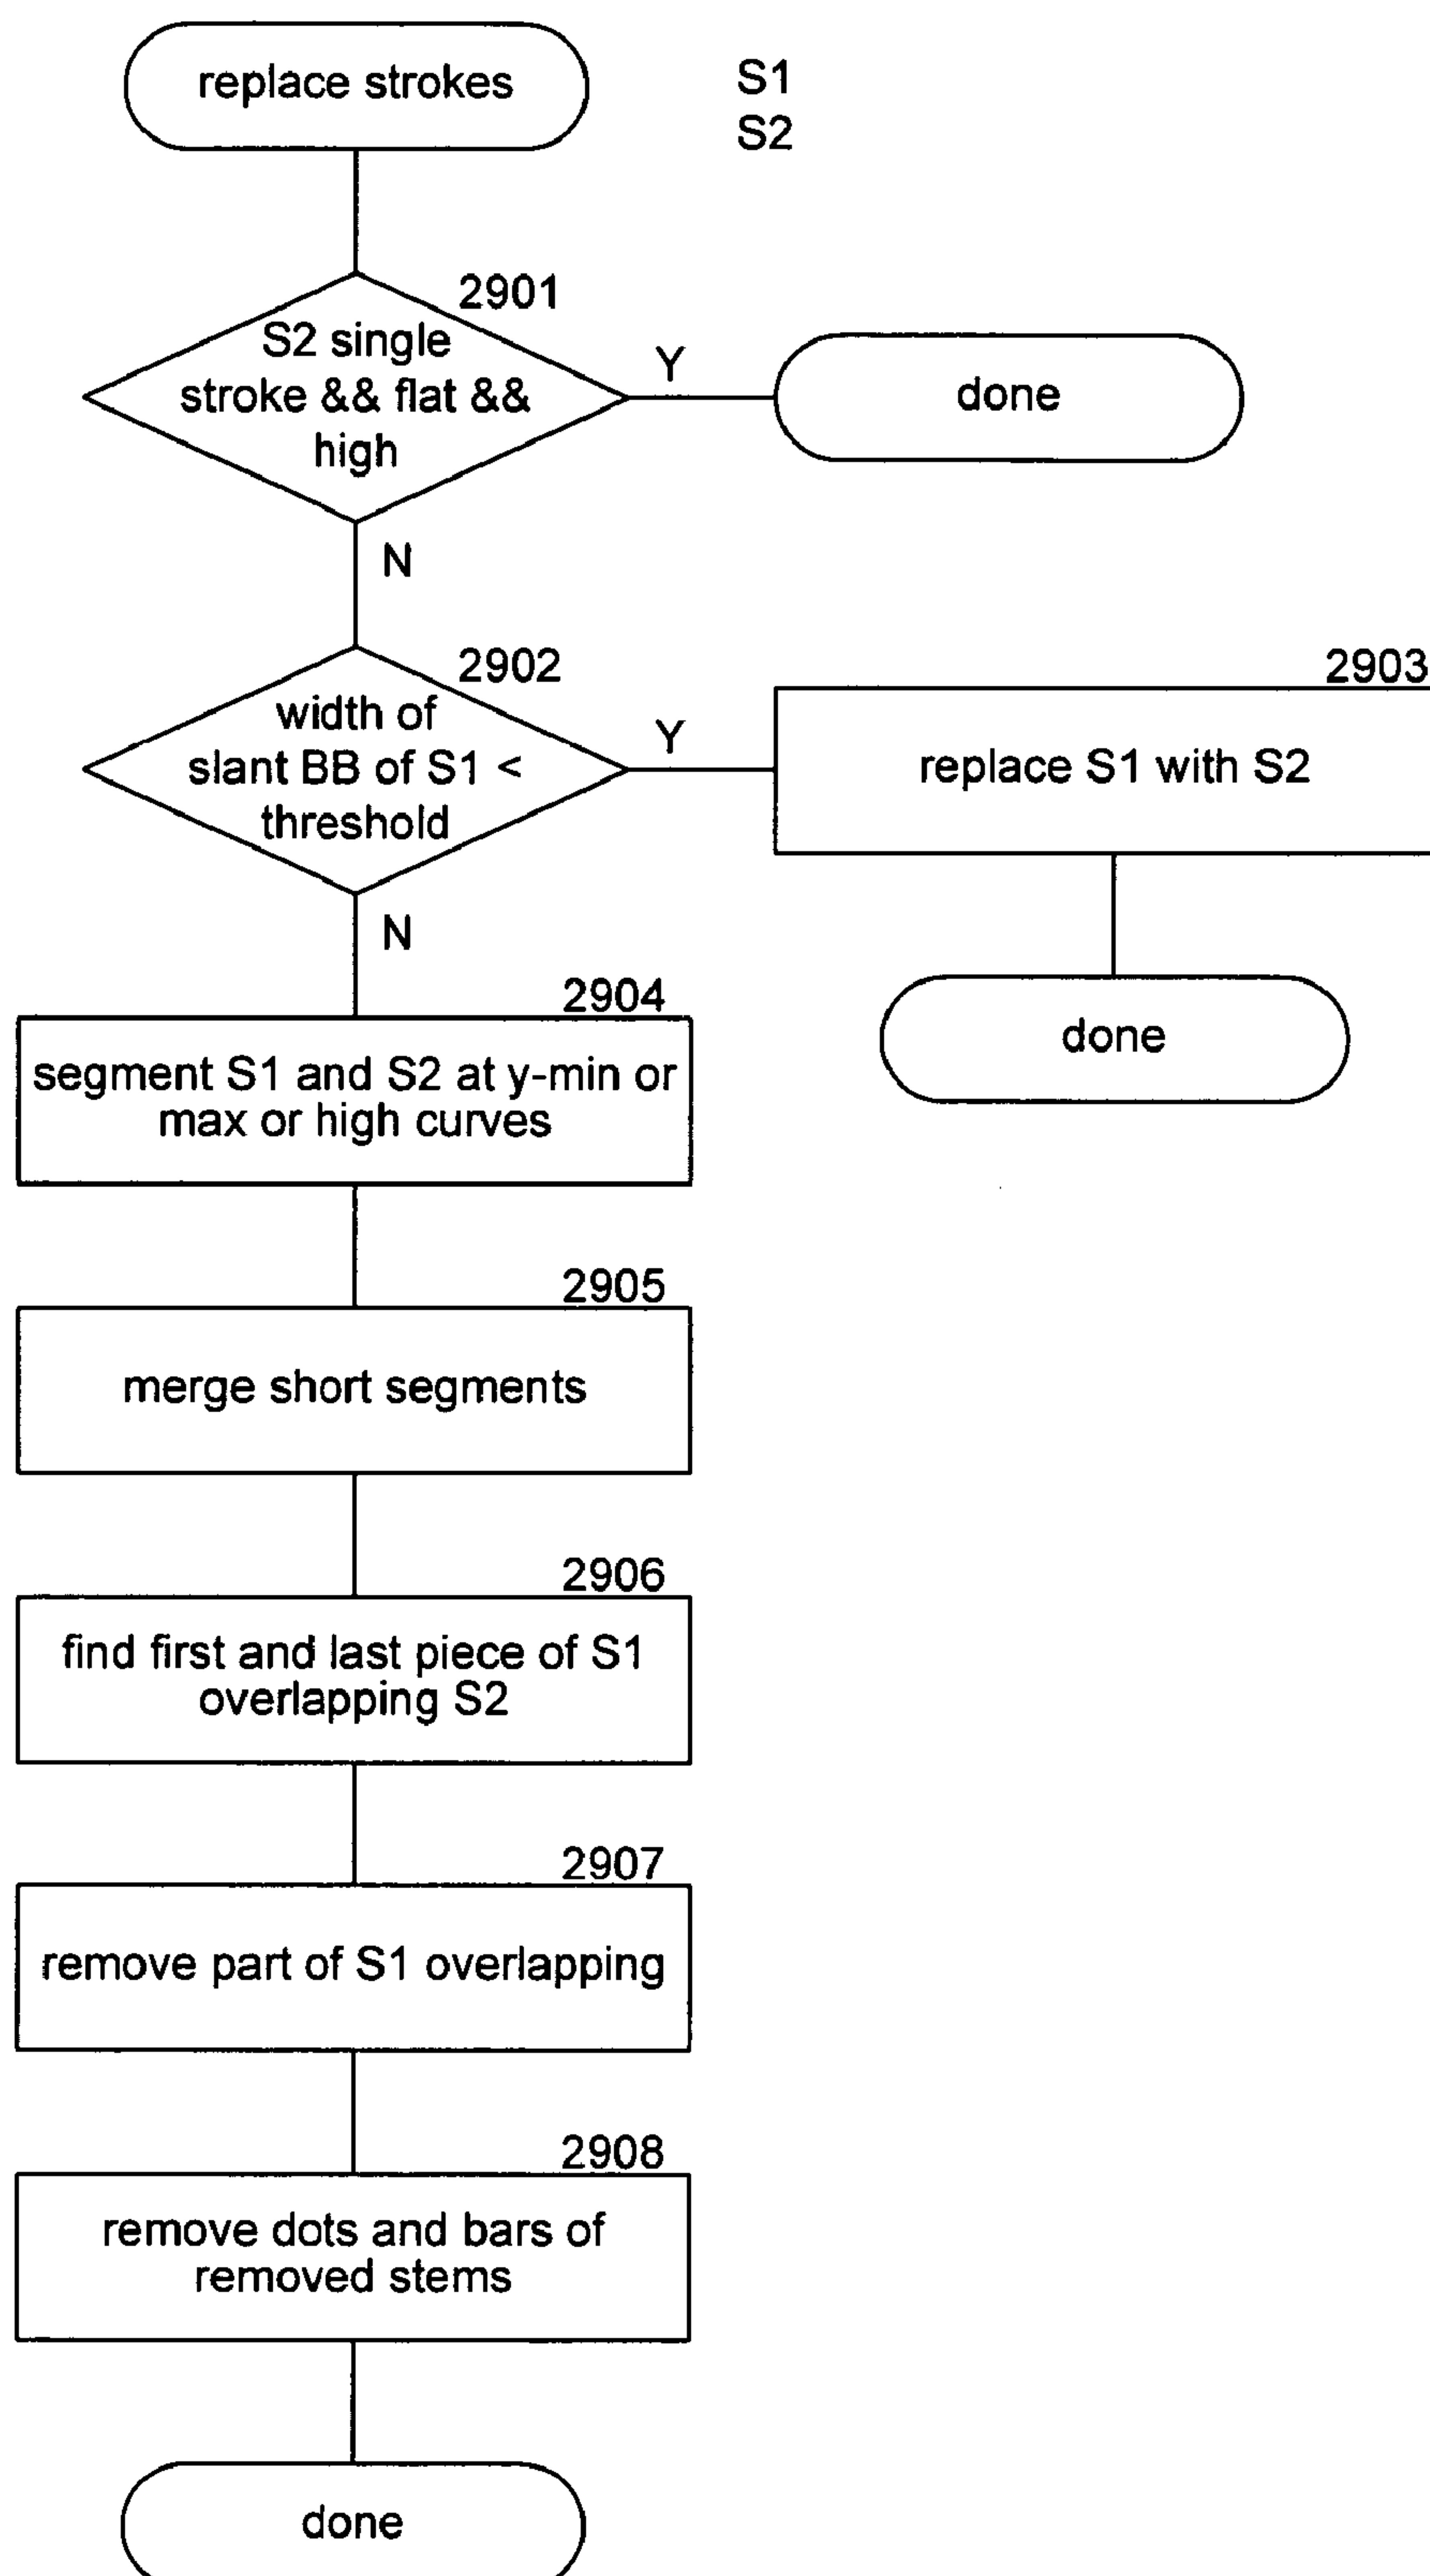 replace strokes
S1
S2
2901
S2 single
stroke && flat &&
high
Y
done
N
2902
width of
slant BB of S1 <
threshold
Y
2903
replace S1 with S2
done
N
2904
segment S1 and S2 at y-min or
max or high curves
2905
merge short segments
2906
find first and last piece of S1
overlapping S2
2907
remove part of S1 overlapping
2908
remove dots and bars of
removed stems
done